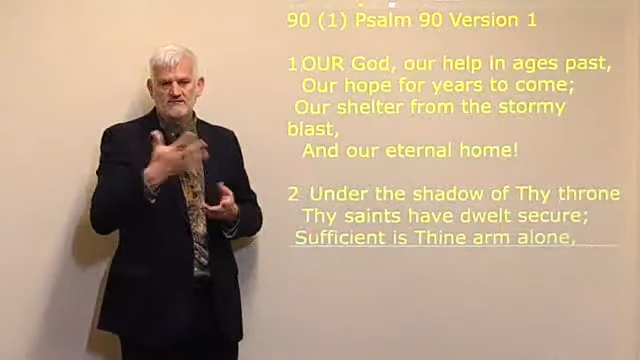 90 (1) Psalm 90 Version 1
1 OUR God, our help in ages past,
Our hope for years to come;
Our shelter from the stormy
blast,
And our eternal home!
2 Under the shadow of Thy throne
Thy saints have dwelt secure;
Sufficient is Thine arm alone,